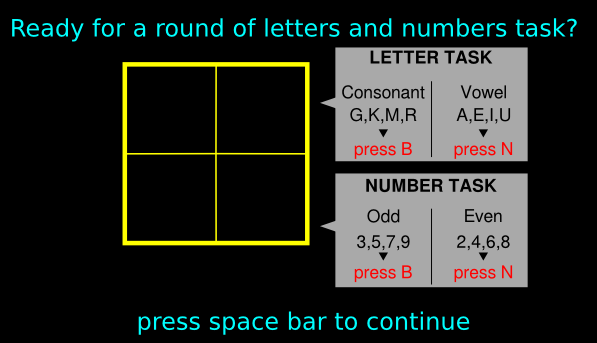 Ready for a round of letters and numbers task?
LETTER TASK
Consonant Vowel
G,K,M,R A,E,I,U
press B press N
NUMBER TASK
Odd Even
3,5,7,9 2,4,6,8
press B press N
press space bar to continue